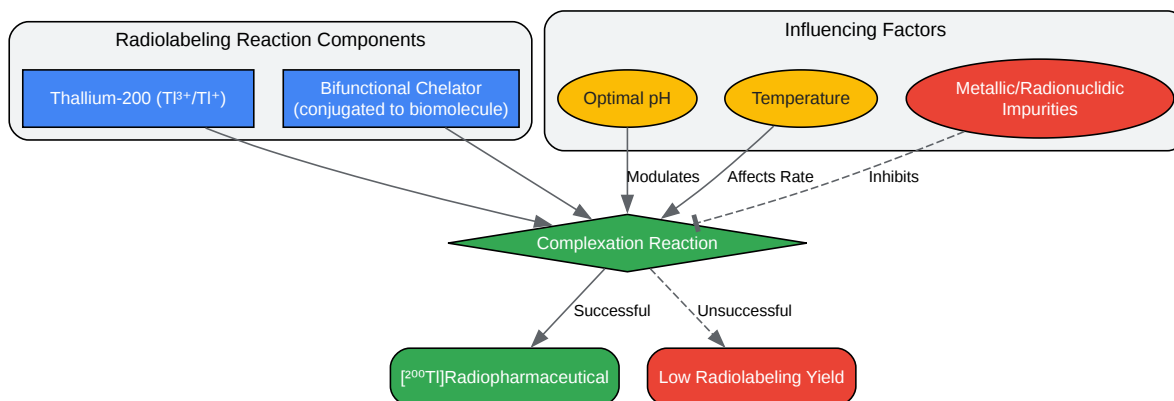 Radiolabeling Reaction Components
Influencing Factors
Thallium-200 (Tl³⁺/Tl⁺)
Bifunctional Chelator
(conjugated to biomolecule)
Optimal pH
Temperature
Metallic/Radionuclidic
Impurities
Modulates
Affects Rate
Inhibits
Complexation Reaction
Successful
Unsuccessful
[²⁰⁰Tl]Radiopharmaceutical
Low Radiolabeling Yield